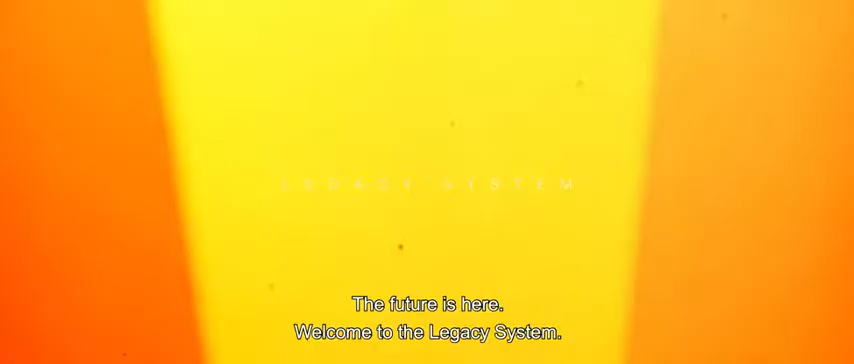 LEGACY SYSTEM
The future is here.
Welcome to the Legacy System.